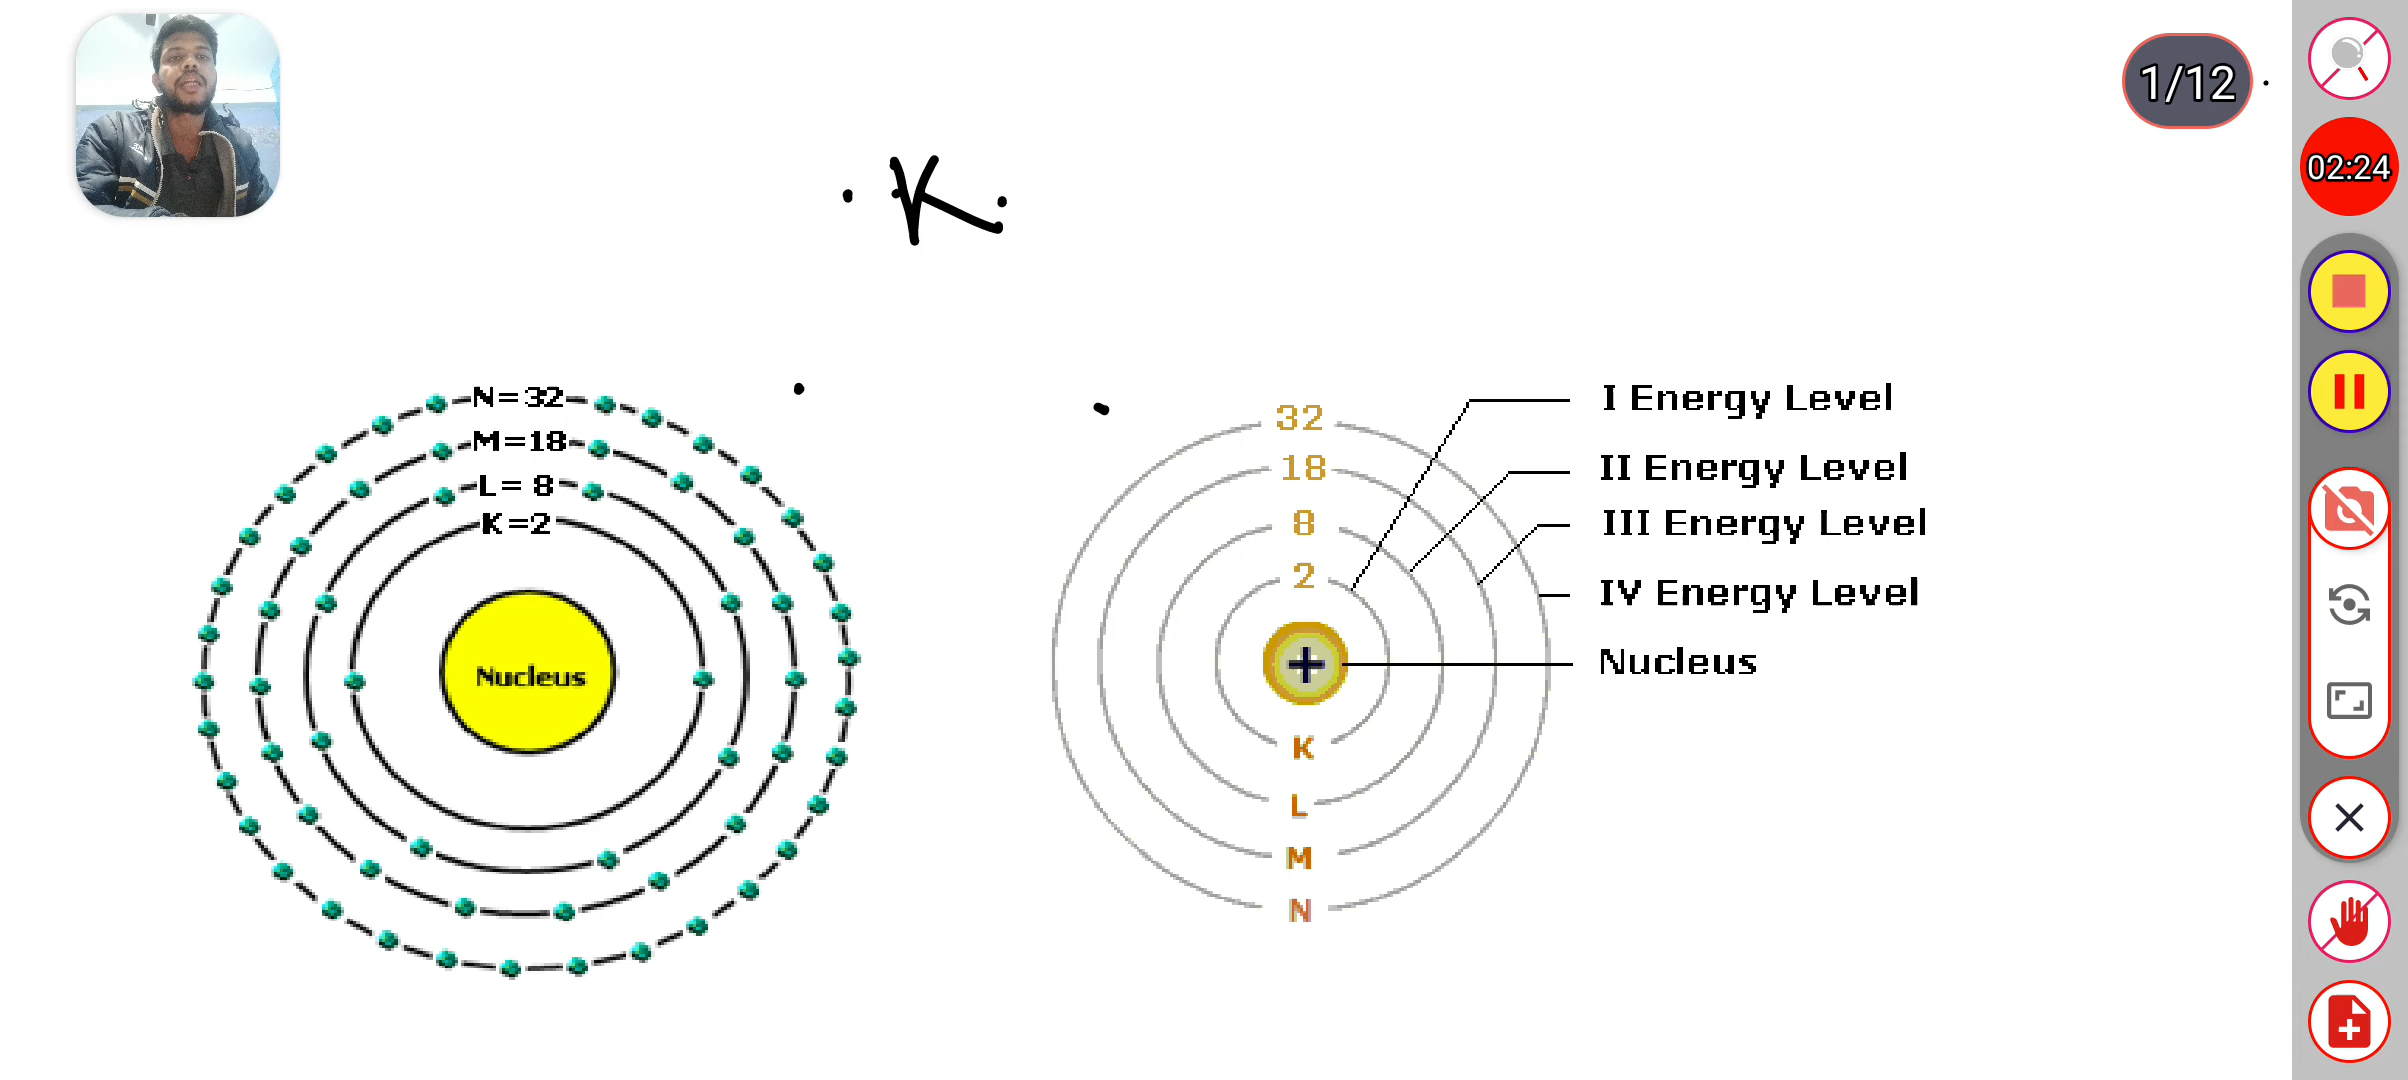 1/12
02:24
K
N=32
M=18
L= 8
K=2
Nucleus
32
18
8
2
+
K
L
M
N
I Energy Level
II Energy Level
III Energy Level
IV Energy Level
Nucleus